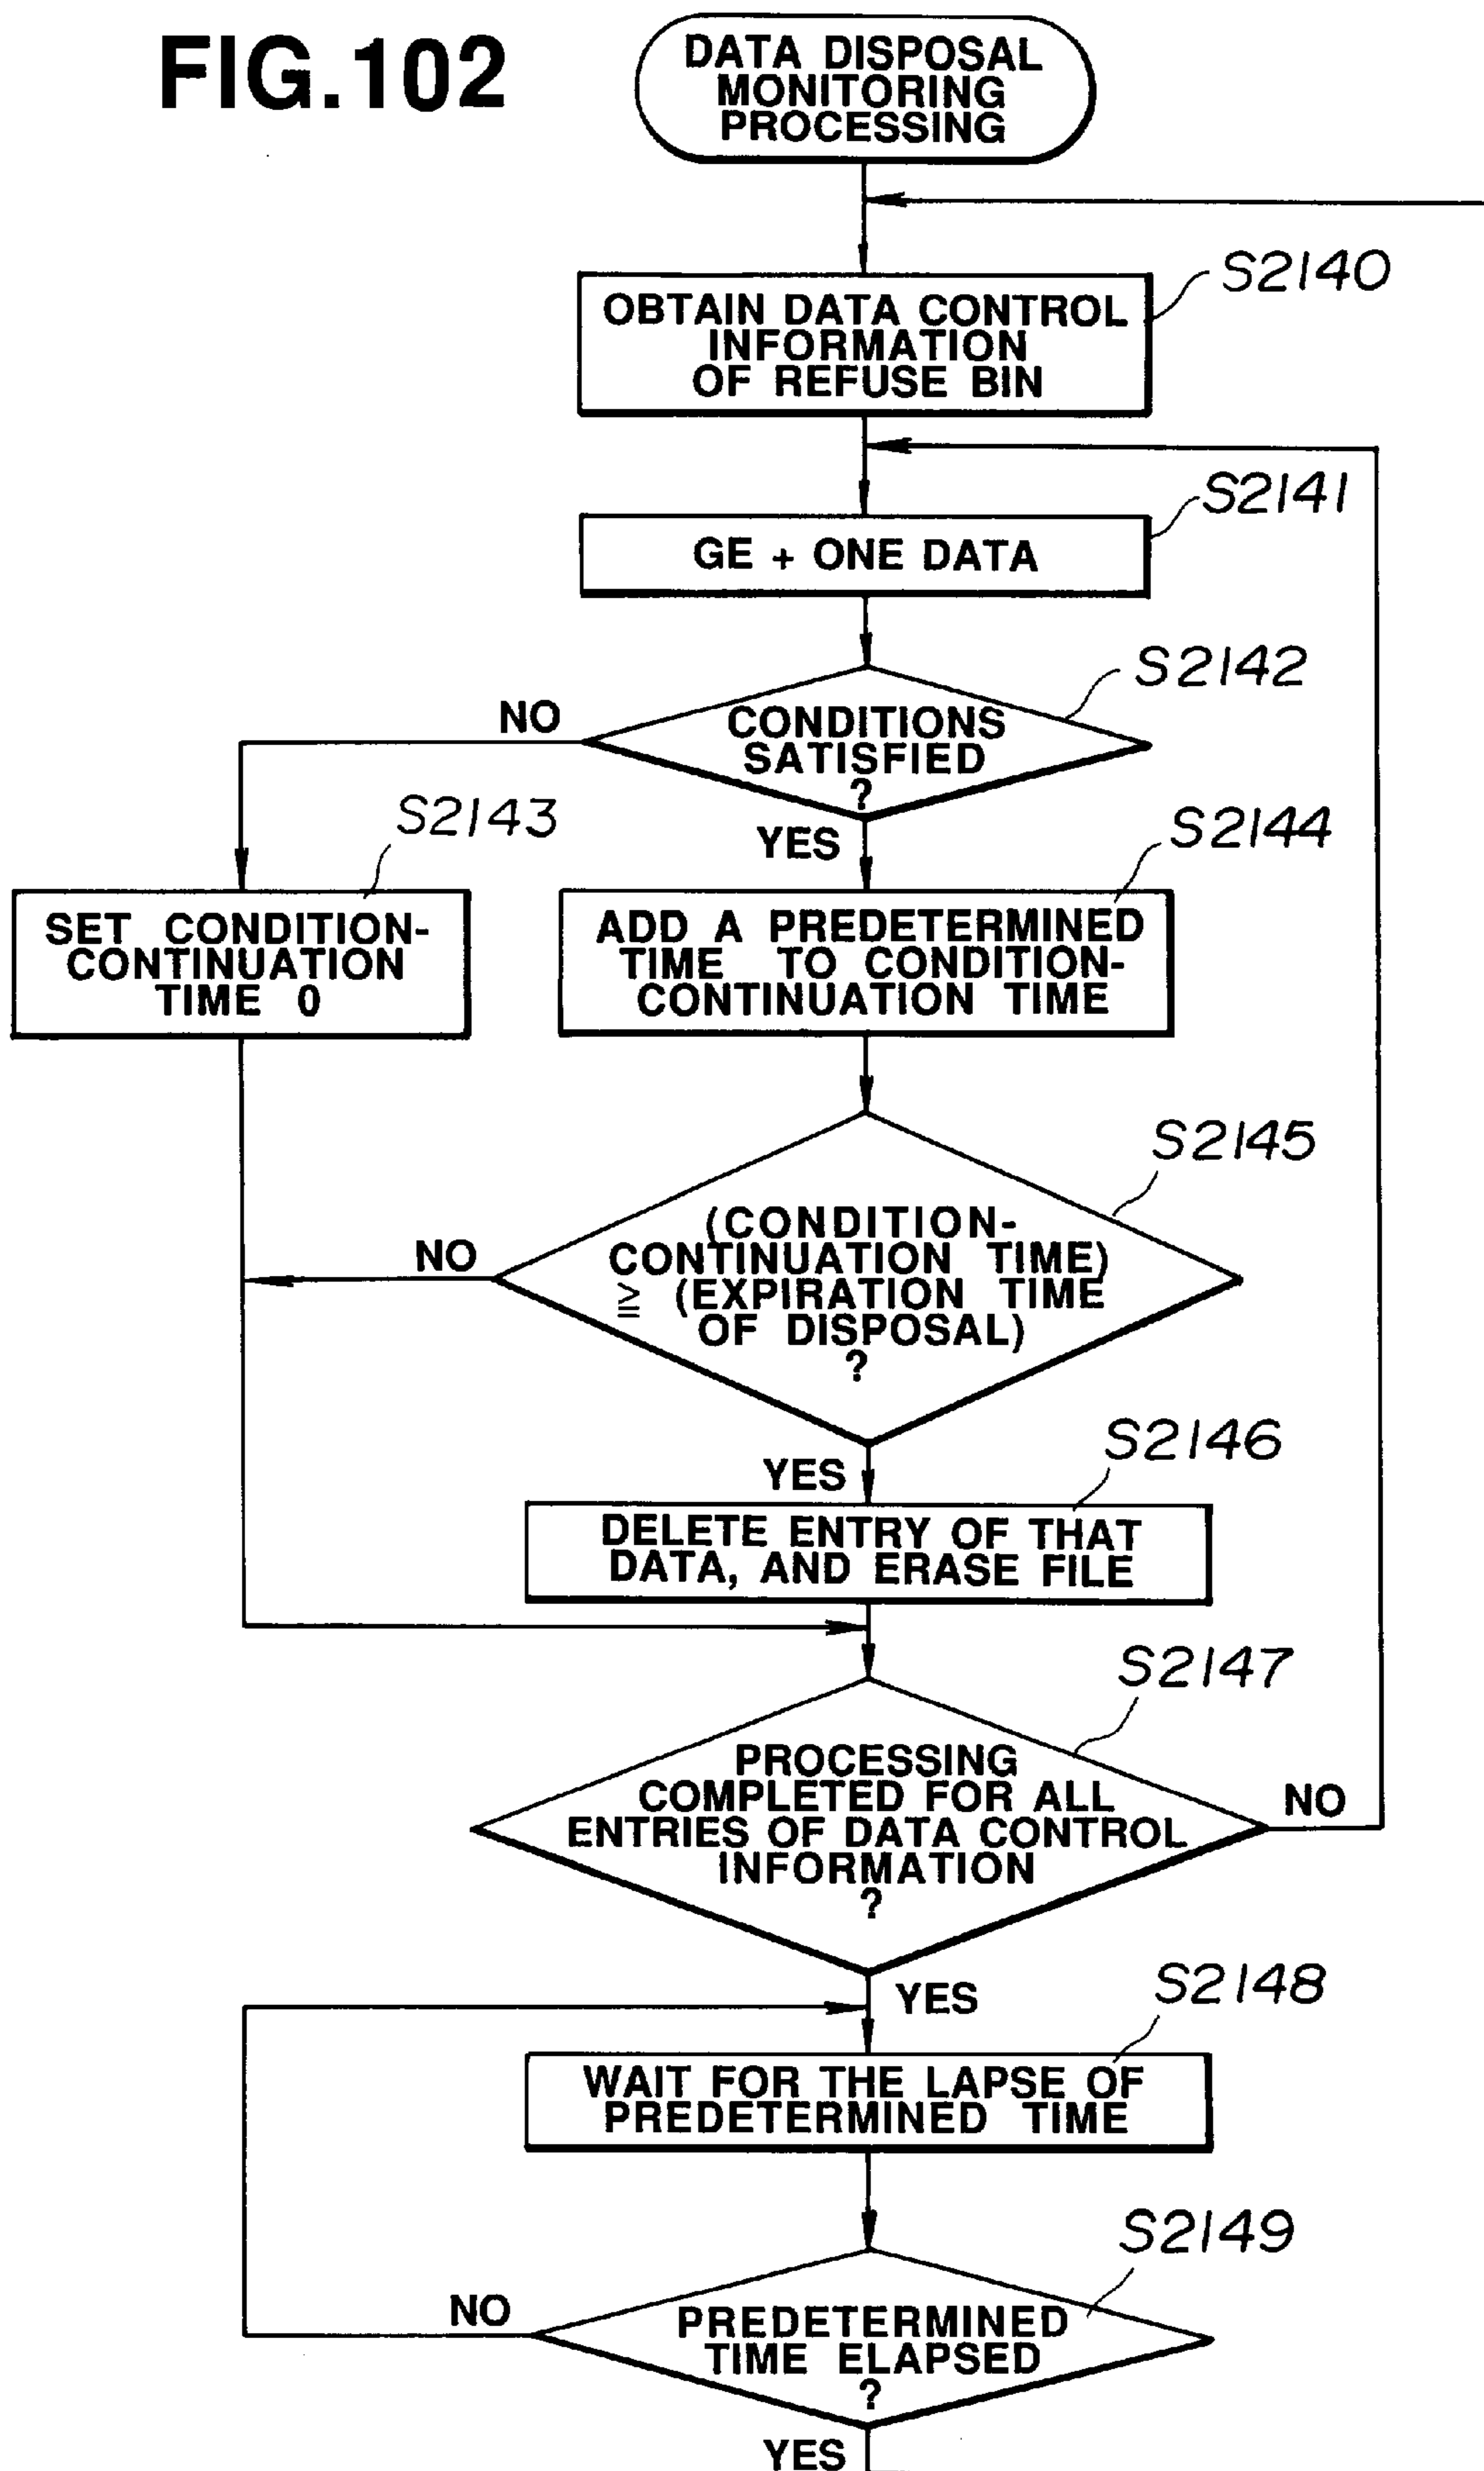 FIG.102
DATA DISPOSAL
MONITORING
PROCESSING
S2140
OBTAIN DATA CONTROL
INFORMATION
OF REFUSE BIN
S2141
GE + ONE DATA
S2142
NO
CONDITIONS
SATISFIED
?
YES
S2143
SET CONDITION-
CONTINUATION
TIME 0
S2144
ADD A PREDETERMINED
TIME TO CONDITION-
CONTINUATION TIME
S2145
NO
(CONDITION-
CONTINUATION TIME)
≧ (EXPIRATION TIME
OF DISPOSAL)
?
YES
S2146
DELETE ENTRY OF THAT
DATA, AND ERASE FILE
S2147
PROCESSING
COMPLETED FOR ALL
ENTRIES OF DATA CONTROL
INFORMATION
?
NO
YES
S2148
WAIT FOR THE LAPSE OF
PREDETERMINED TIME
S2149
NO
PREDETERMINED
TIME ELAPSED
?
YES